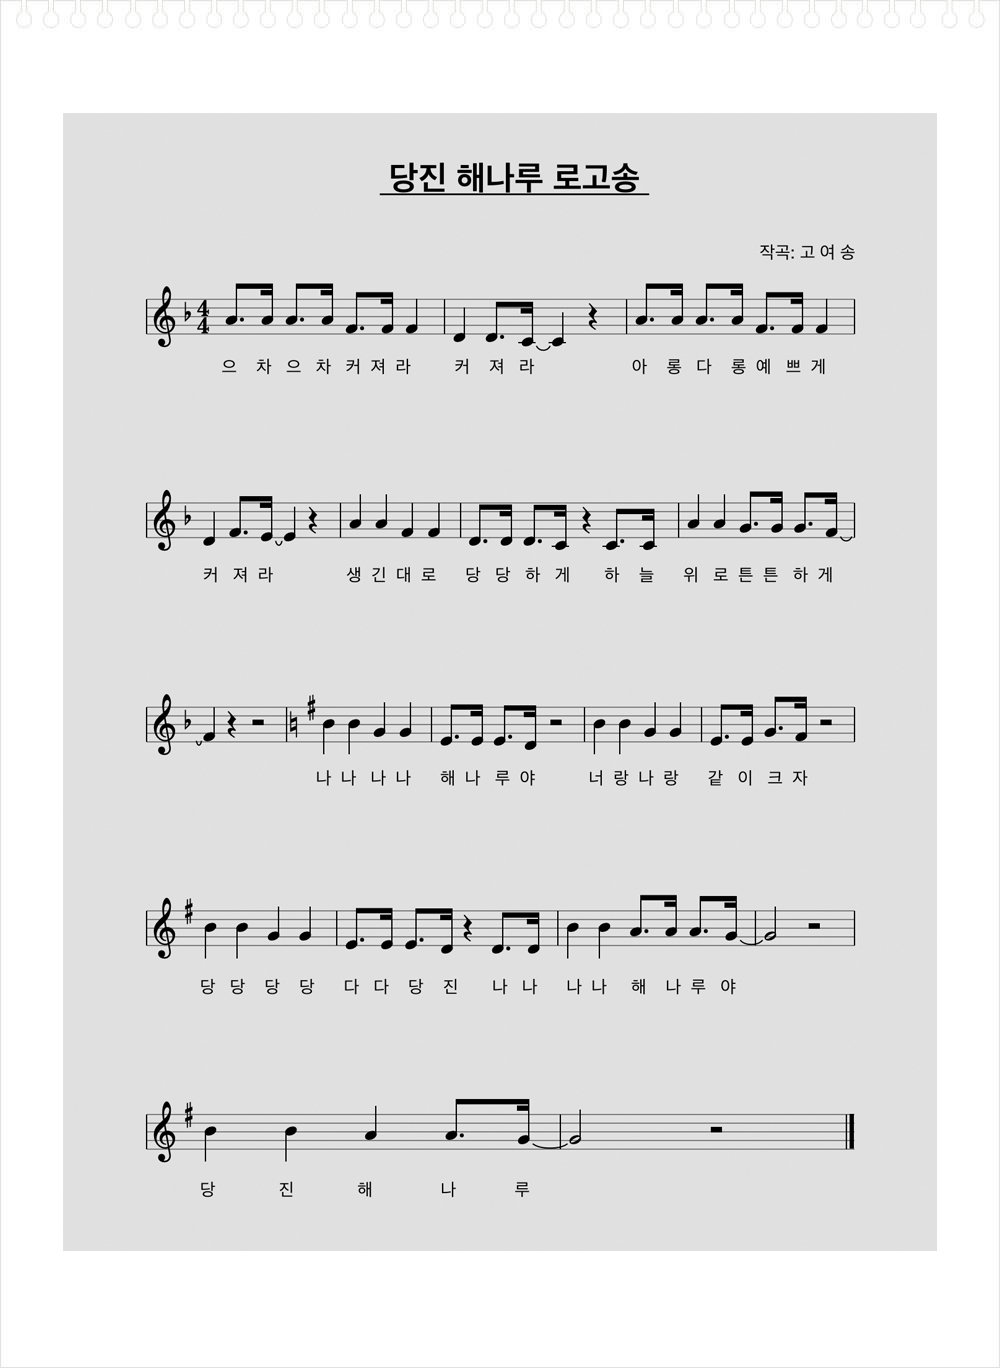 당진 해나루 로고송
작곡: 고 여 송
4
4
으 차 으 차 커 져 라 커 져 라 아 롱 다 롱 예 쁘 게
커 져 라 생 긴 대 로 당 당 하 게 하 늘 위 로 튼 튼 하 게
나 나 나 나 해 나 루 야 너 랑 나 랑 같 이 크 자
당 당 당 당 다 다 당 진 나 나 나 나 해 나 루 야
당 진 해 나 루